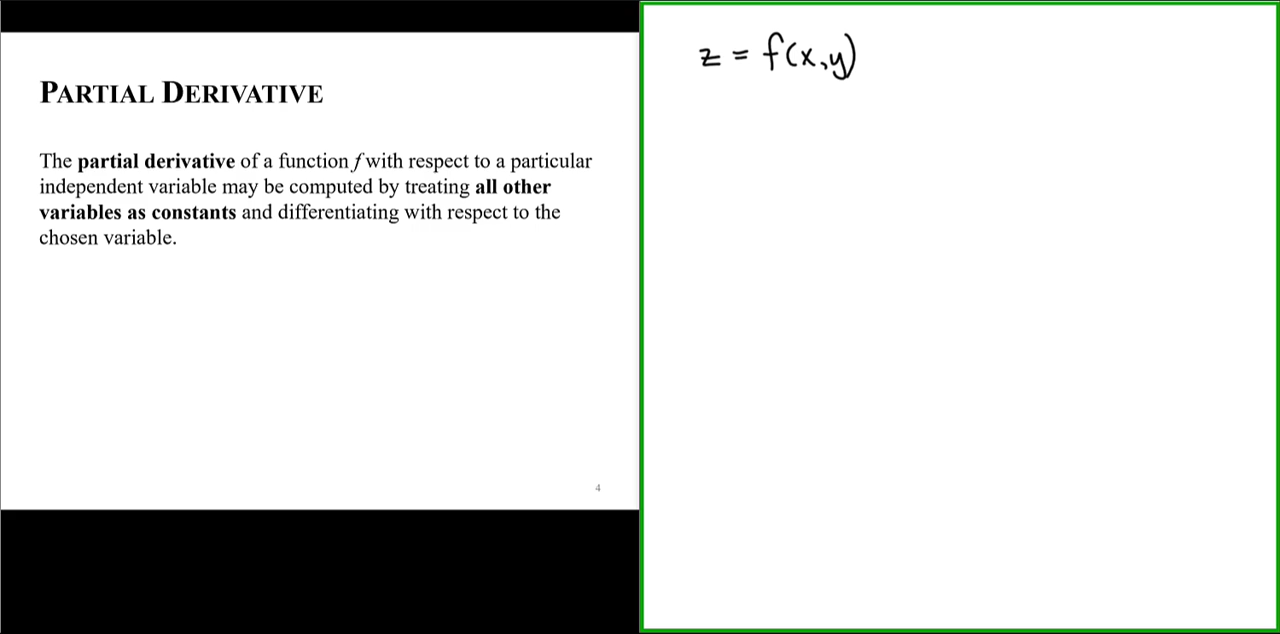 PARTIAL DERIVATIVE
The partial derivative of a function f with respect to a particular
independent variable may be computed by treating all other
variables as constants and differentiating with respect to the
chosen variable.
4
z = f(x,y)